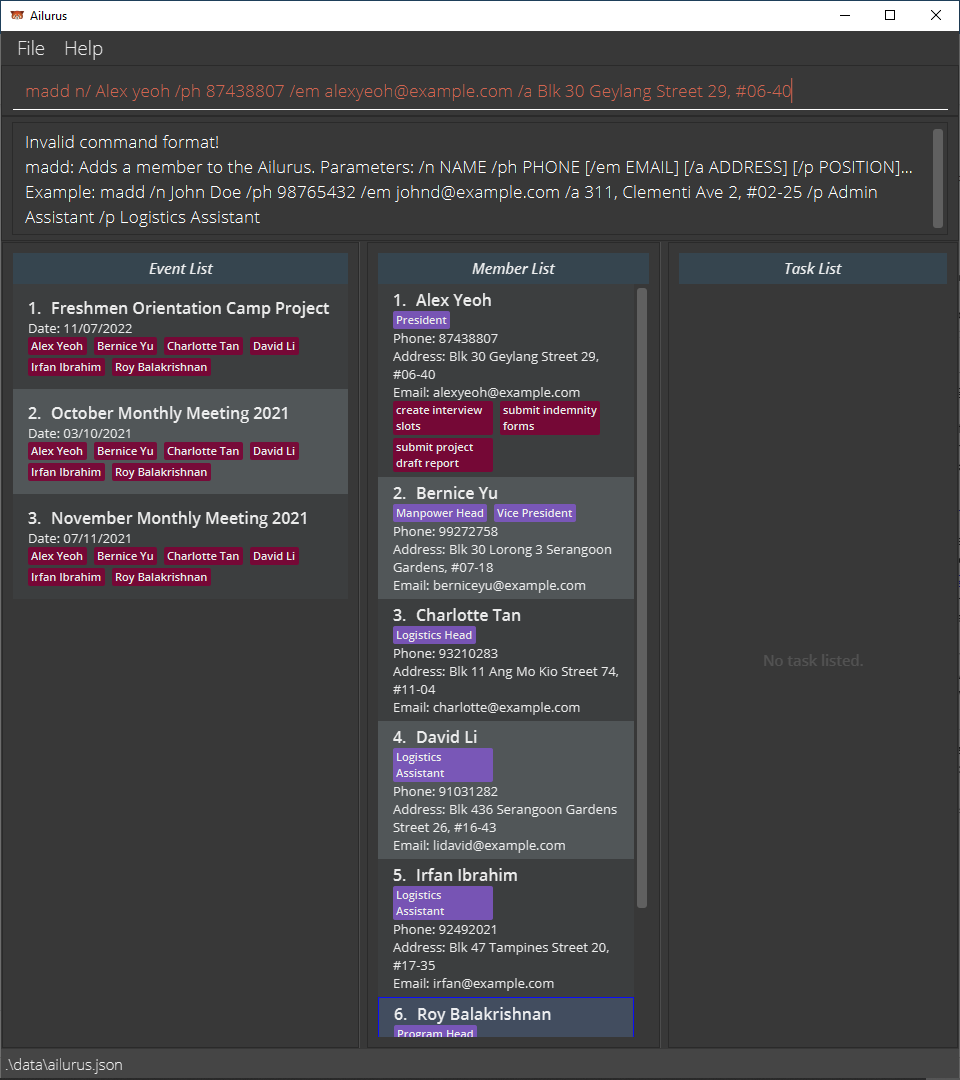 Ailurus
File Help
madd n/ Alex yeoh /ph 87438807 /em alexyeoh@example.com /a Blk 30 Geylang Street 29, #06-40
Invalid command format!
madd: Adds a member to the Ailurus. Parameters: /n NAME /ph PHONE [/em EMAIL] [/a ADDRESS] [/p POSITION]...
Example: madd /n John Doe /ph 98765432 /em johnd@example.com /a 311, Clementi Ave 2, #02-25 /p Admin
Assistant /p Logistics Assistant
Event List
1. Freshmen Orientation Camp Project
Date: 11/07/2022
Alex Yeoh Bernice Yu Charlotte Tan David Li
Irfan Ibrahim Roy Balakrishnan
2. October Monthly Meeting 2021
Date: 03/10/2021
Alex Yeoh Bernice Yu Charlotte Tan David Li
Irfan Ibrahim Roy Balakrishnan
3. November Monthly Meeting 2021
Date: 07/11/2021
Alex Yeoh Bernice Yu Charlotte Tan David Li
Irfan Ibrahim Roy Balakrishnan
Member List
1. Alex Yeoh
President
Phone: 87438807
Address: Blk 30 Geylang Street 29,
#06-40
Email: alexyeoh@example.com
create interview
slots
submit indemnity
forms
submit project
draft report
2. Bernice Yu
Manpower Head Vice President
Phone: 99272758
Address: Blk 30 Lorong 3 Serangoon
Gardens, #07-18
Email: berniceyu@example.com
3. Charlotte Tan
Logistics Head
Phone: 93210283
Address: Blk 11 Ang Mo Kio Street 74,
#11-04
Email: charlotte@example.com
4. David Li
Logistics
Assistant
Phone: 91031282
Address: Blk 436 Serangoon Gardens
Street 26, #16-43
Email: lidavid@example.com
5. Irfan Ibrahim
Logistics
Assistant
Phone: 92492021
Address: Blk 47 Tampines Street 20,
#17-35
Email: irfan@example.com
6. Roy Balakrishnan
Program Head
Task List
No task listed.
.\data\ailurus.json